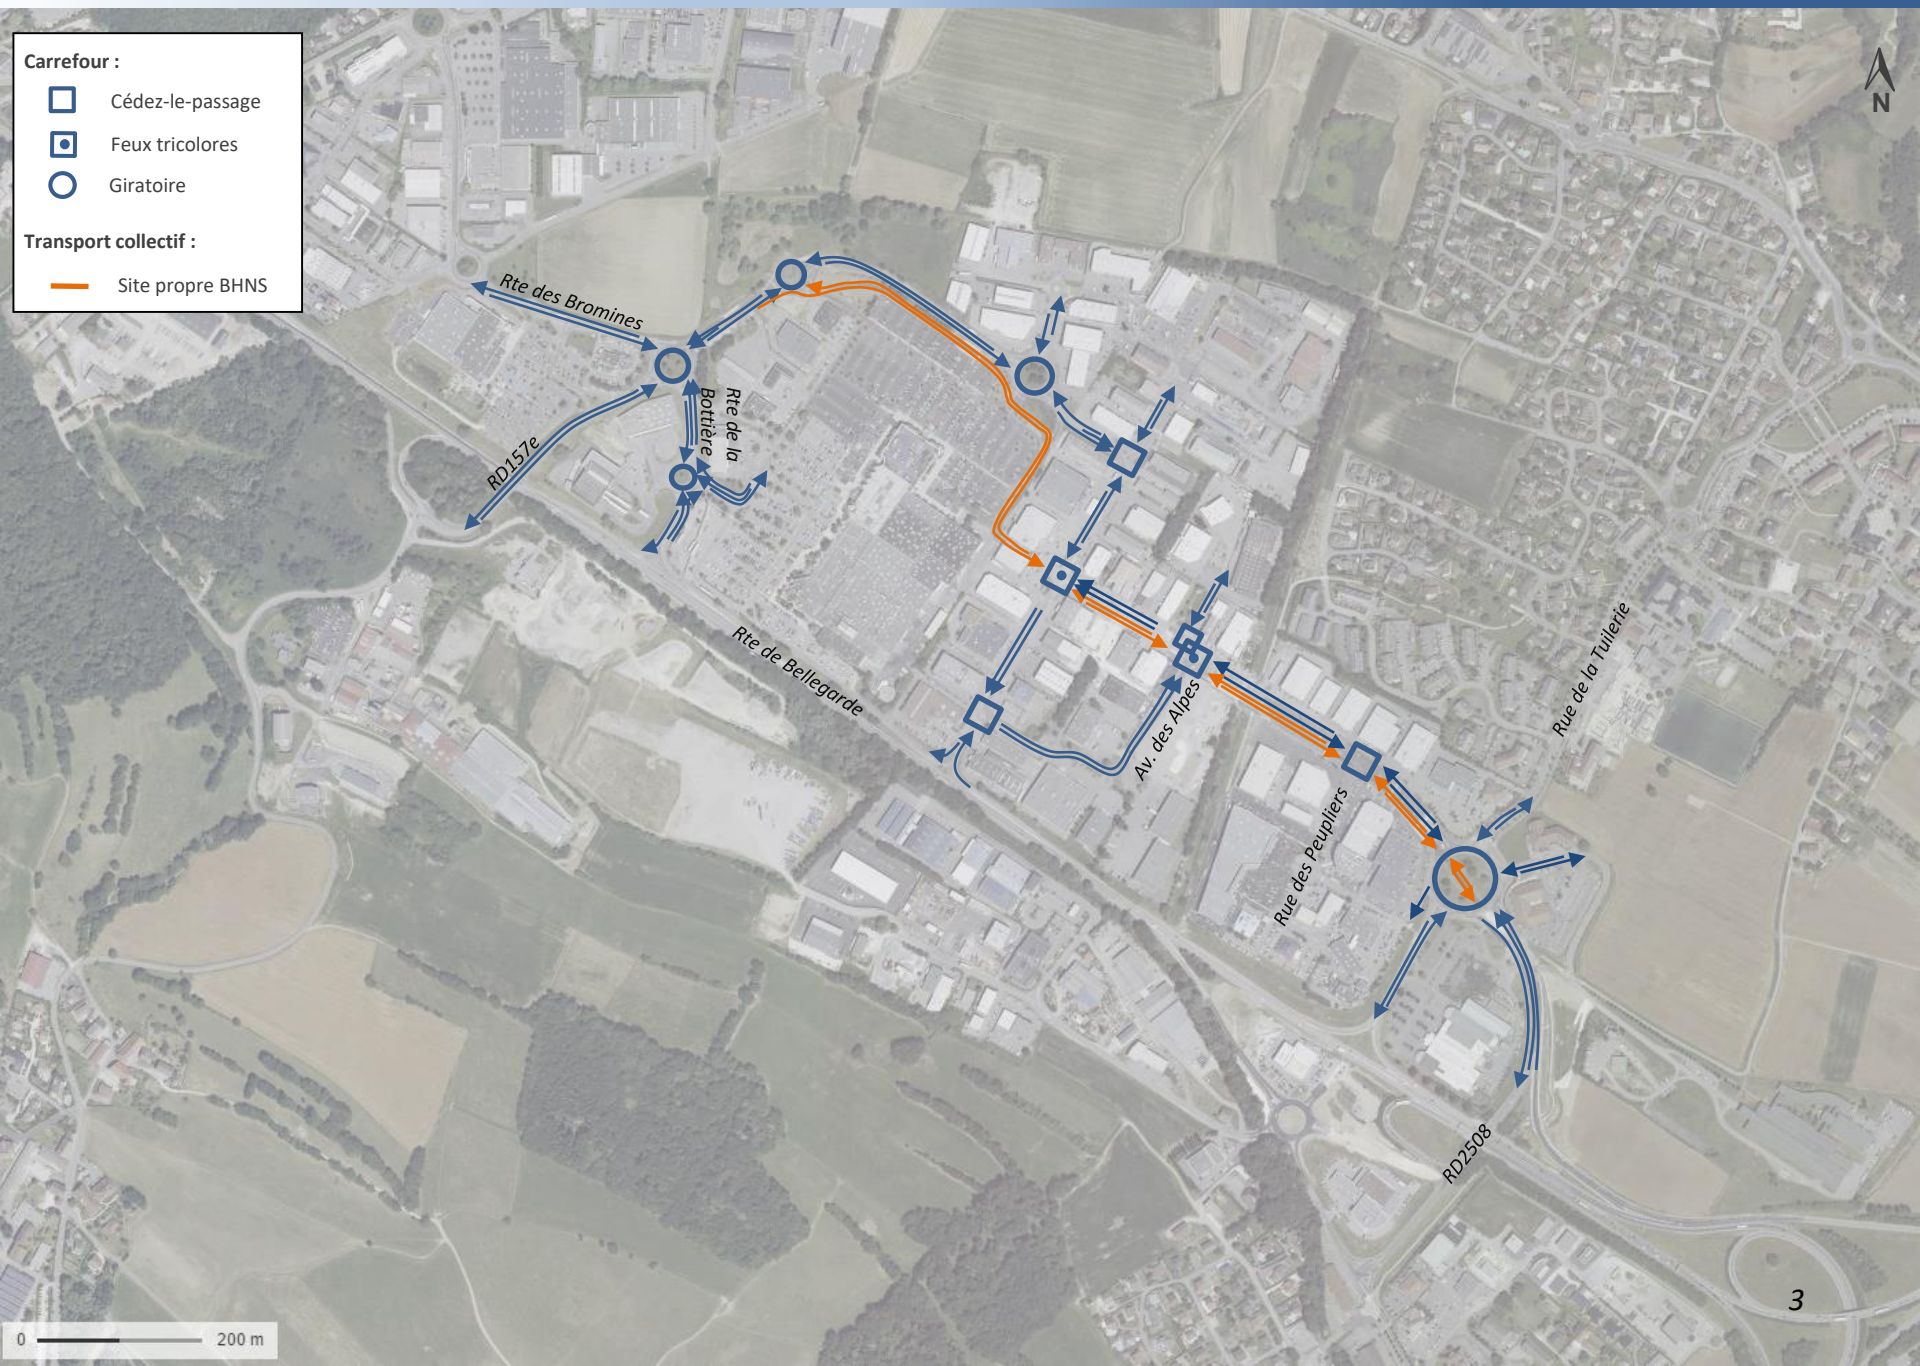 Carrefour :
Cédez-le-passage
Feux tricolores
Giratoire
Transport collectif :
Site propre BHNS
N
Rte des Bromines
Rte de la
Bottière
RD157e
Rte de Bellegarde
Av. des Alpes
Rue de la Tuilerie
Rue des Peupliers
RD2508
3
0 200 m